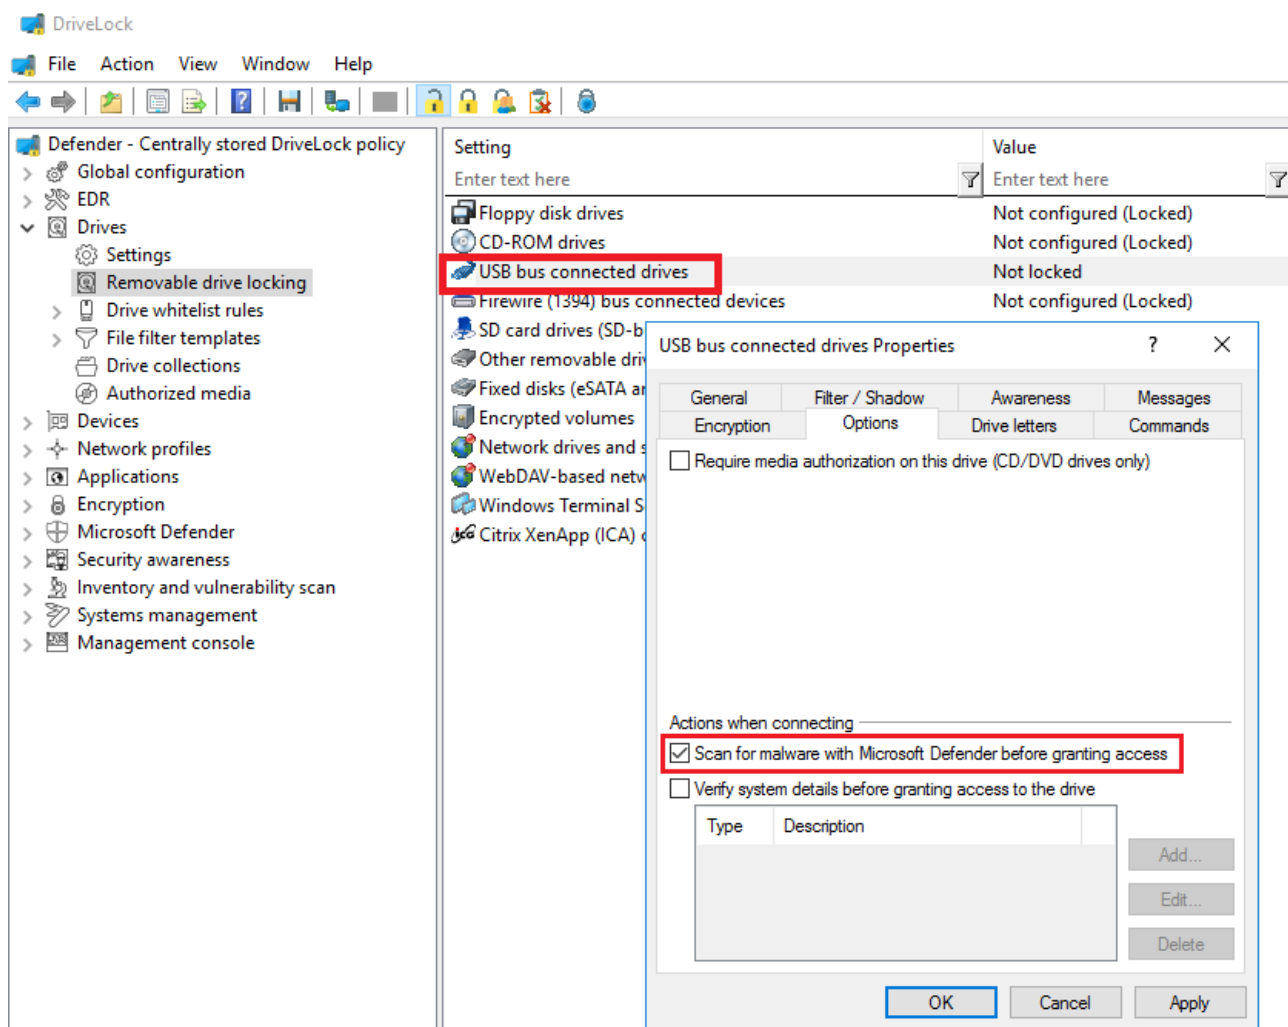 DriveLock
File Action View Window Help
Defender - Centrally stored DriveLock policy
Global configuration
EDR
Drives
Settings
Removable drive locking
Drive whitelist rules
File filter templates
Drive collections
Authorized media
Devices
Network profiles
Applications
Encryption
Microsoft Defender
Security awareness
Inventory and vulnerability scan
Systems management
Management console
Setting Value
Enter text here Enter text here
Floppy disk drives Not configured (Locked)
CD-ROM drives Not configured (Locked)
USB bus connected drives Not locked
Firewire (1394) bus connected devices Not configured (Locked)
SD card drives (SD-b
Other removable driv
Fixed disks (eSATA ar
Encrypted volumes
Network drives and s
WebDAV-based netw
Windows Terminal S
Citrix XenApp (ICA) c
USB bus connected drives Properties ?
General Filter / Shadow Awareness Messages
Encryption Options Drive letters Commands
Require media authorization on this drive (CD/DVD drives only)
Actions when connecting
Scan for malware with Microsoft Defender before granting access
Verify system details before granting access to the drive
Type Description
Add...
Edit...
Delete
OK Cancel Apply